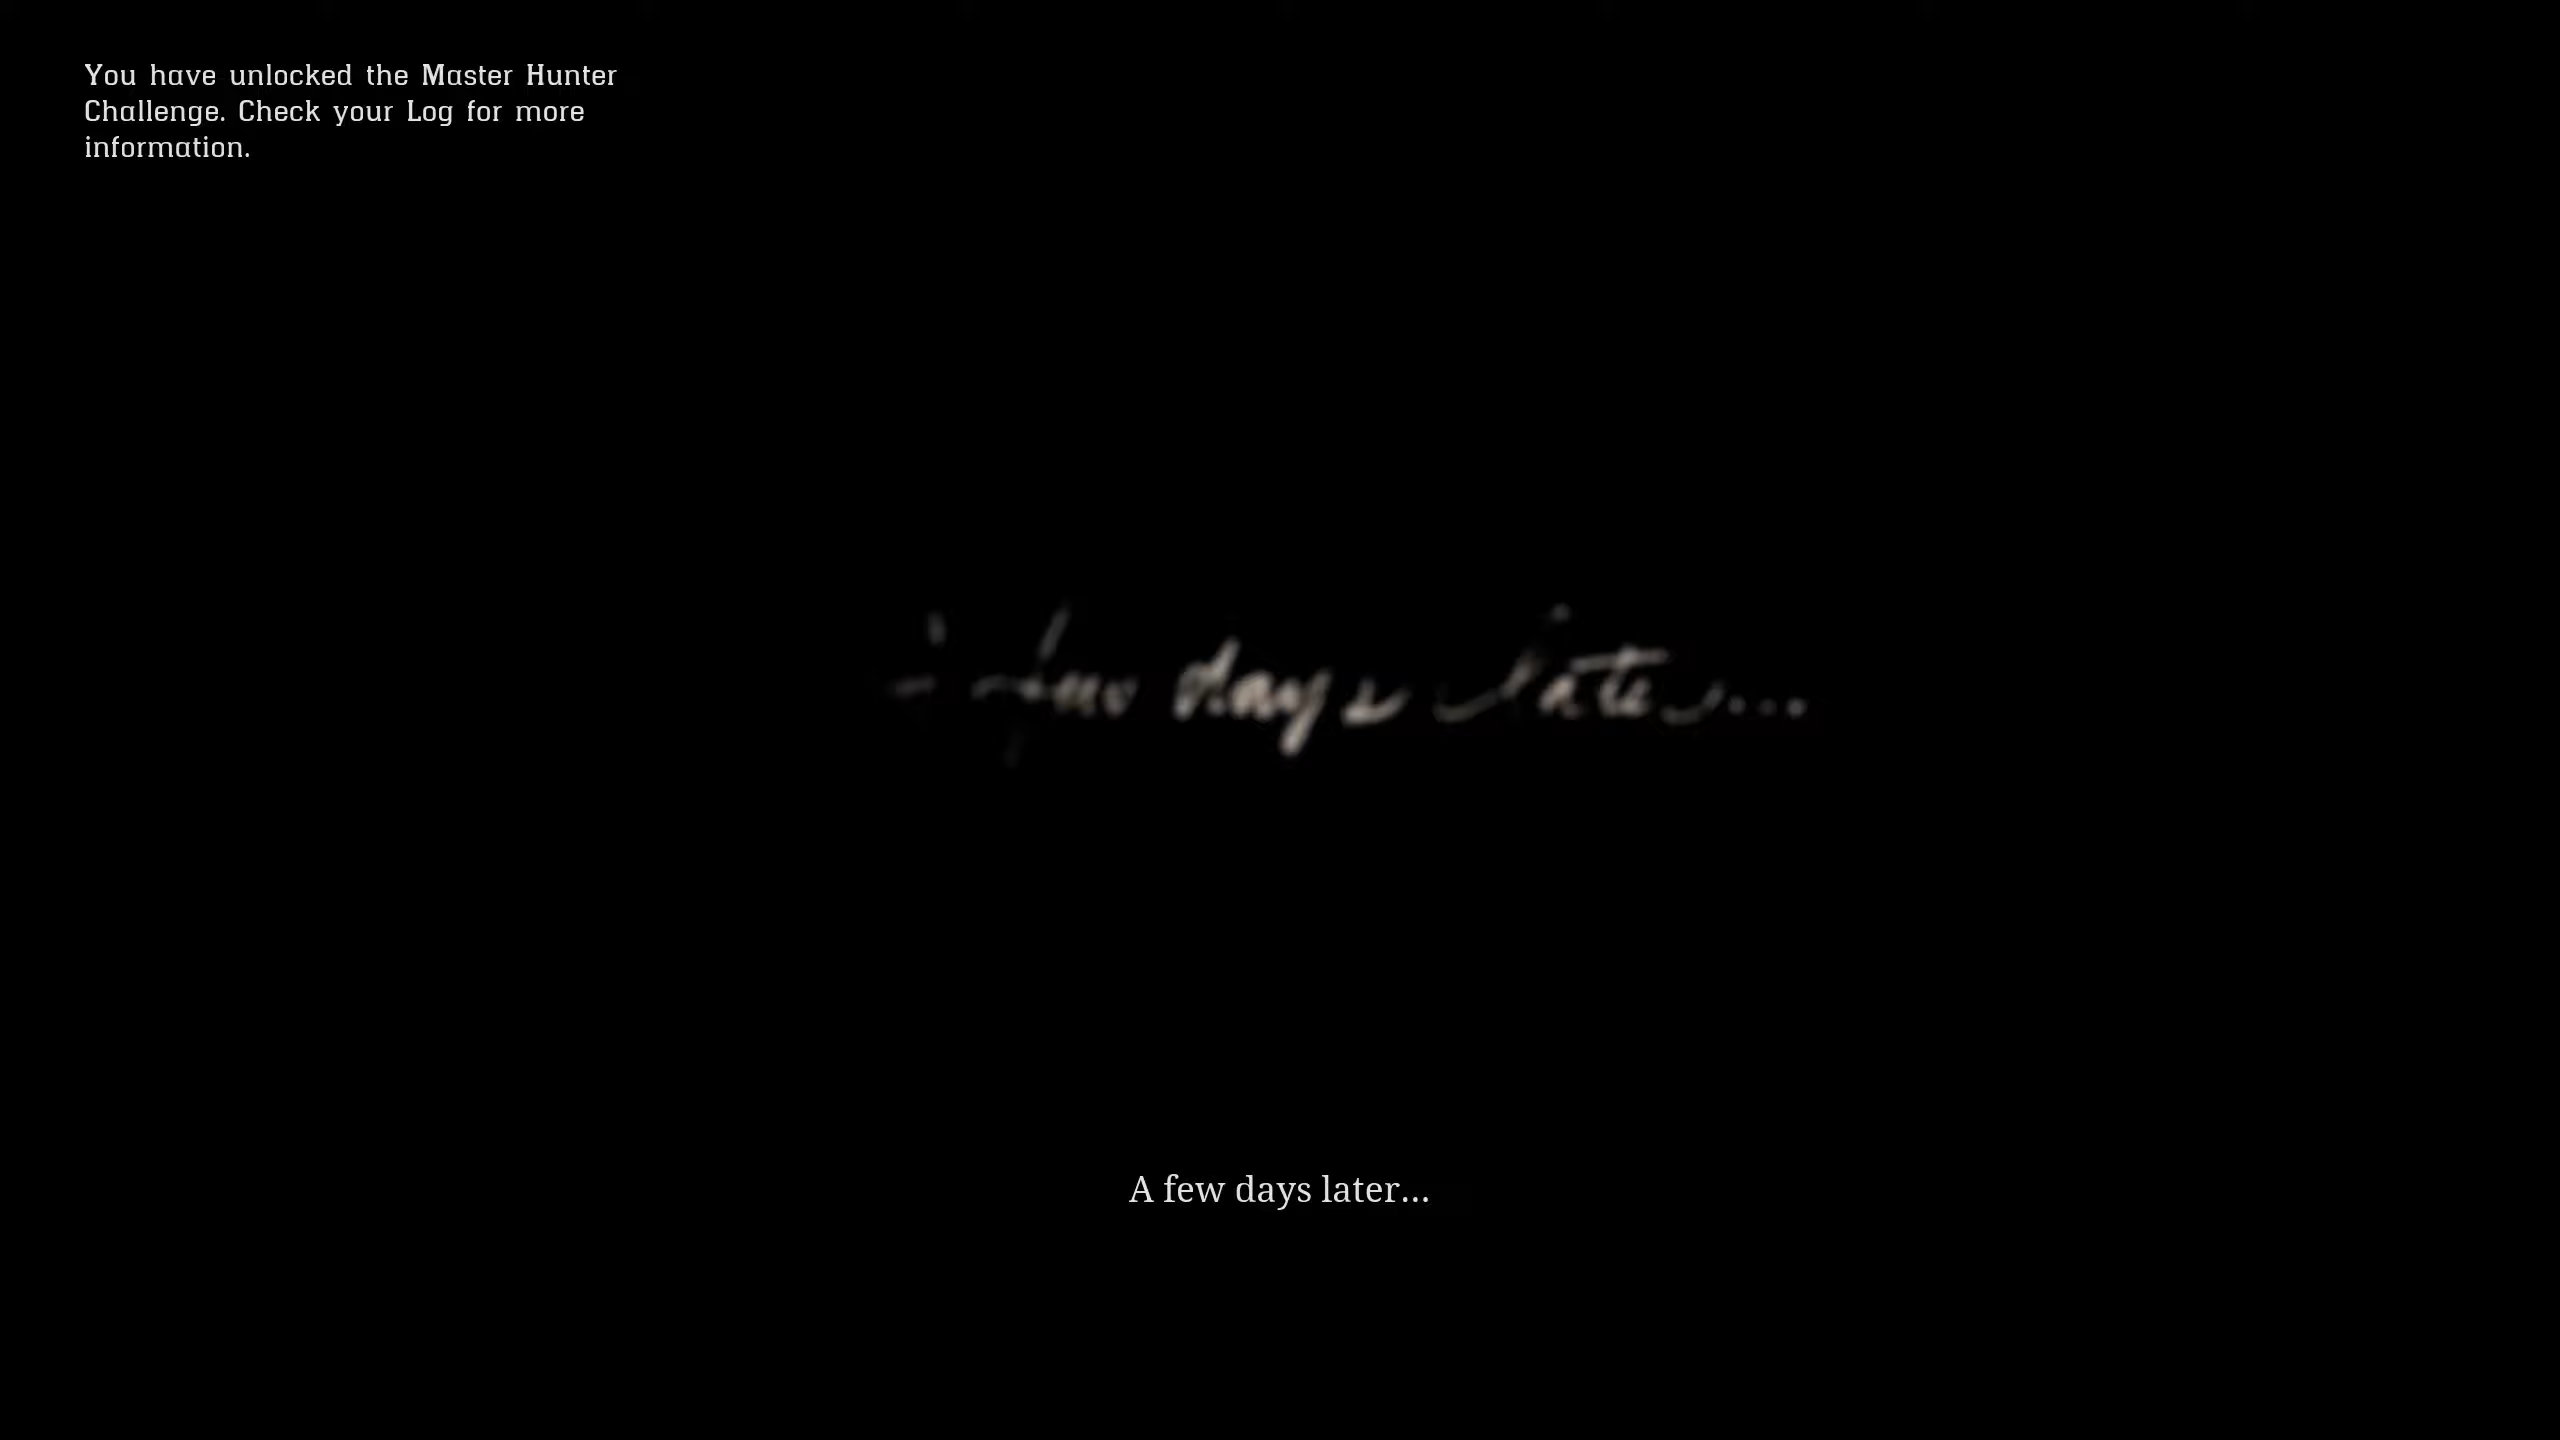 You have unlocked the Master Hunter
Challenge. Check your Log for more
information.
A few days later...
A few days later...